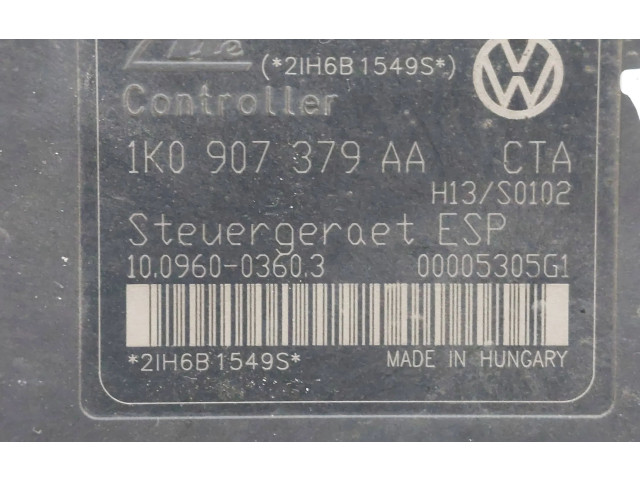 Ate (*2IH6B1549S*)
Controller
1K0 907 379 AA CTA
H13/S0102
Steuergeraet ESP
10.0960-0360.3 00005305G1
*2IH6B1549S* MADE IN HUNGARY